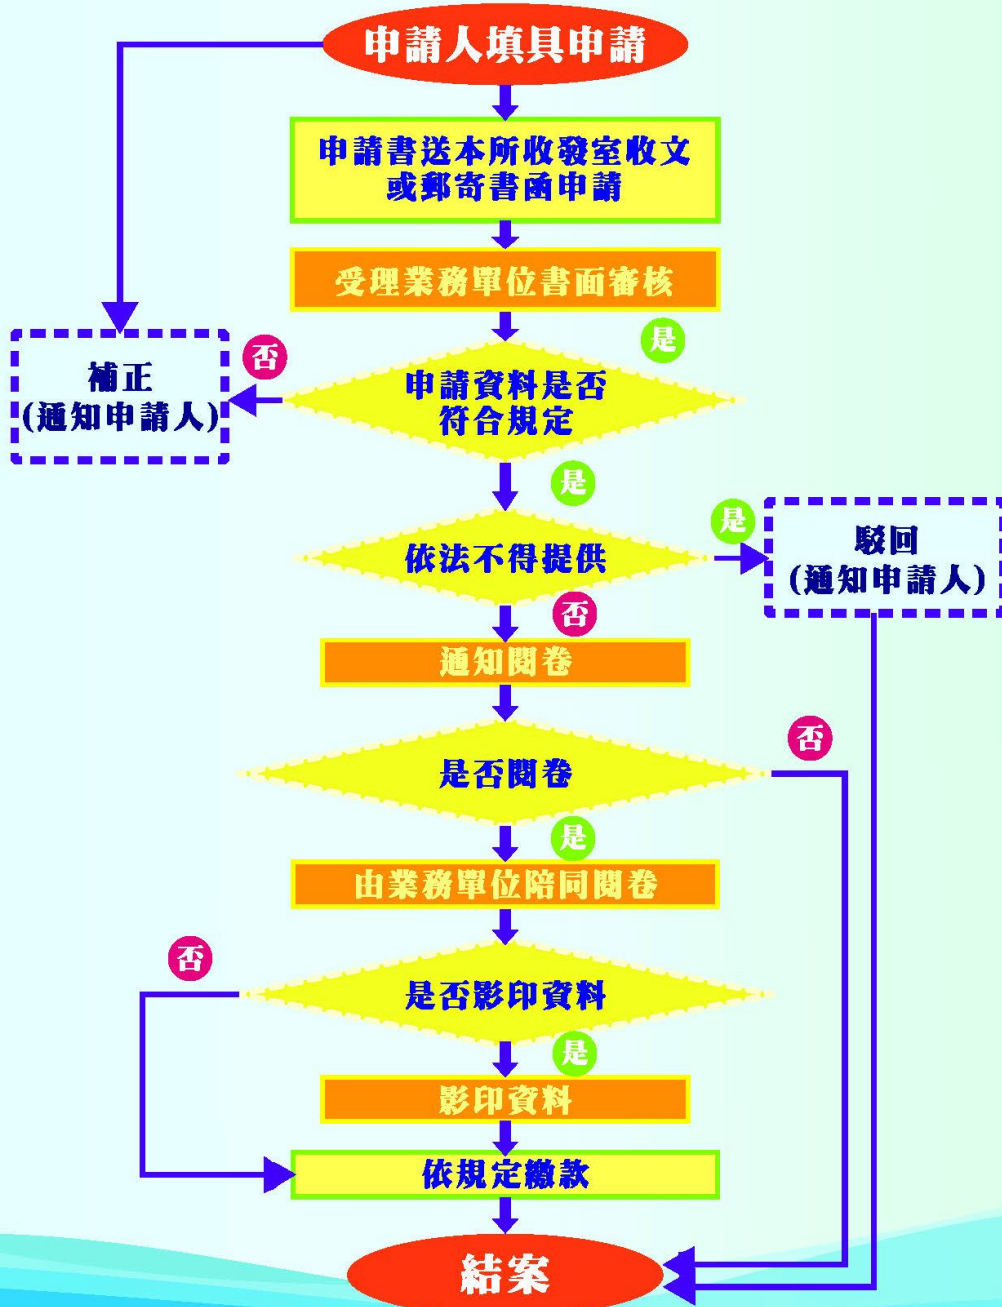 申請人填具申請
申請書送本所收發室收文
或郵寄書函申請
受理業務單位書面審核
是
否
補正
(通知申請人)
申請資料是否
符合規定
是
是
依法不得提供
駁回
(通知申請人)
否
通知閱卷
否
是否閱卷
是
由業務單位陪同閱卷
否
是否影印資料
是
影印資料
依規定繳款
結案